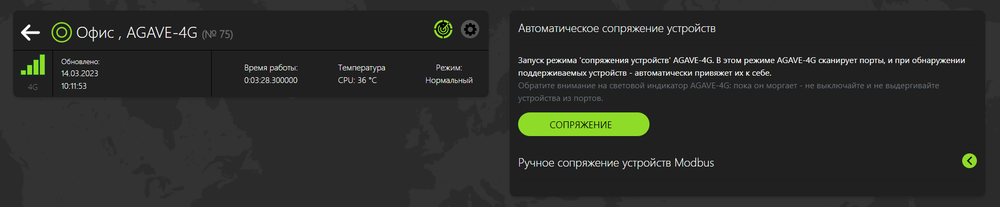 Офис , AGAVE-4G (№ 75)
4G
Обновлено:
14.03.2023
10:11:53
Время работы:
0:03:28.300000
Температура
CPU: 36 °C
Режим:
Нормальный
Автоматическое сопряжение устройств
Запуск режима 'сопряжения устройств' AGAVE-4G. В этом режиме AGAVE-4G сканирует порты, и при обнаружении
поддерживаемых устройств - автоматически привяжет их к себе.
Обратите внимание на световой индикатор AGAVE-4G: пока он моргает - не выключайте и не выдергивайте
устройства из портов.
СОПРЯЖЕНИЕ
Ручное сопряжение устройств Modbus